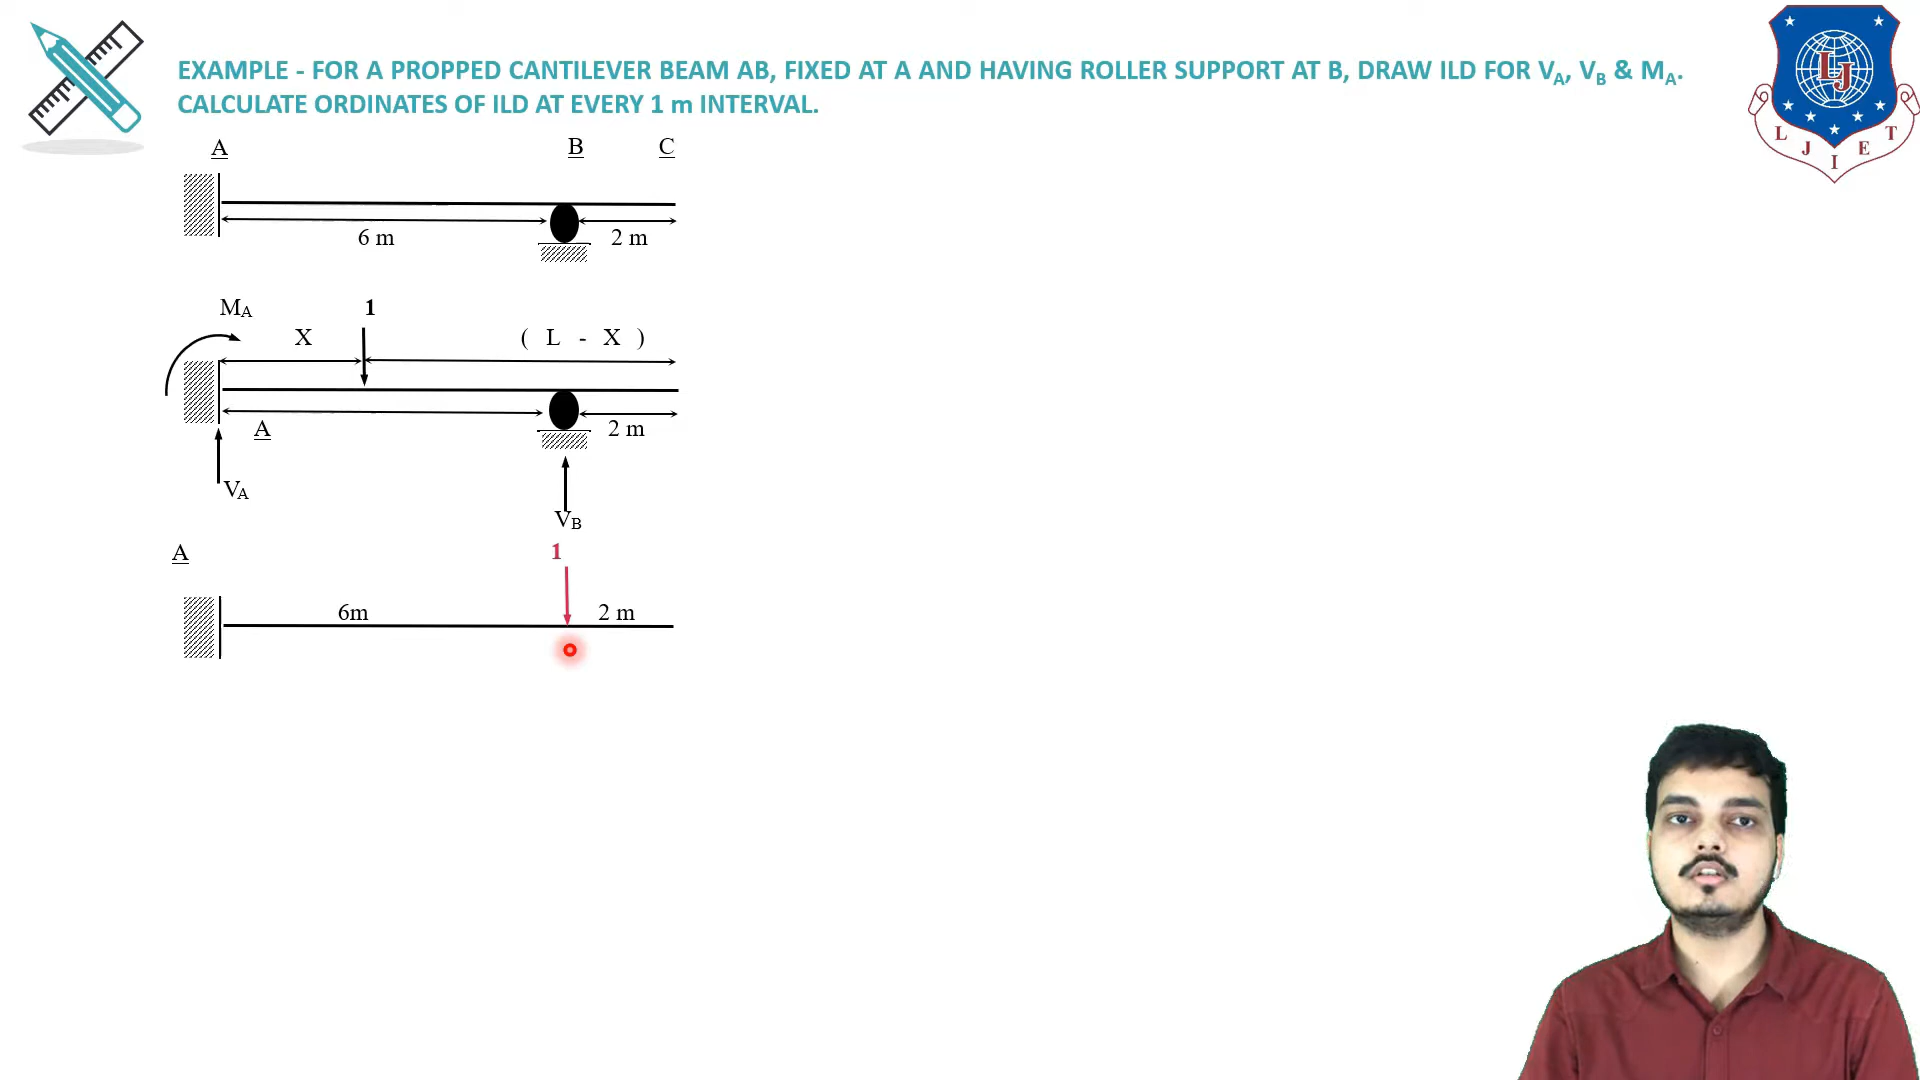 EXAMPLE - FOR A PROPPED CANTILEVER BEAM AB, FIXED AT A AND HAVING ROLLER SUPPORT AT B, DRAW ILD FOR VA, VB & MA.
CALCULATE ORDINATES OF ILD AT EVERY 1 m INTERVAL.
A B C
6 m 2 m
MA 1
X ( L - X )
A 2 m
VA
VB
A 1
6m 2 m
L J I E T
LJ